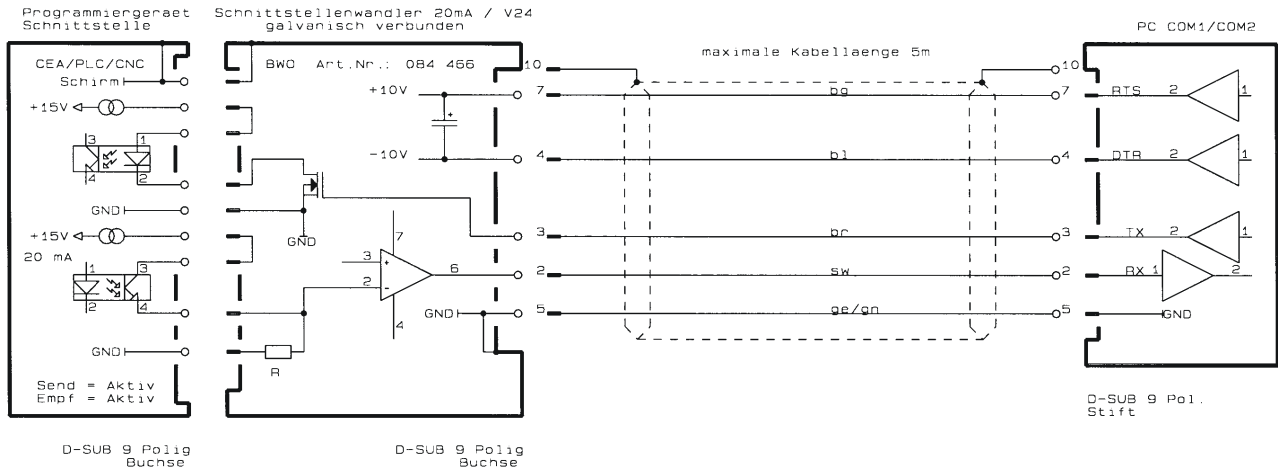 Programmiergeraet
Schnittstelle
Schnittstellenwandler 20mA / V24
galvanisch verbunden
PC COM1/COM2
maximale Kabellaenge 5m
CEA/PLC/CNC
Schirm
BWO Art.Nr.: 084 466
10
10
+15V
+10V
7
bg
7
RTS
2
1
+
3
1
4
2
-10V
4
bl
4
DTR
2
1
GND
GND
+15V
7
3
br
3
TX
2
1
20 mA
1
3
3
+
2
-
6
2
sw
2
RX
1
2
2
4
4
GND
5
ge/gn
5
GND
GND
R
Send = Aktiv
Empf = Aktiv
D-SUB 9 Pol.
Stift
D-SUB 9 Polig
Buchse
D-SUB 9 Polig
Buchse